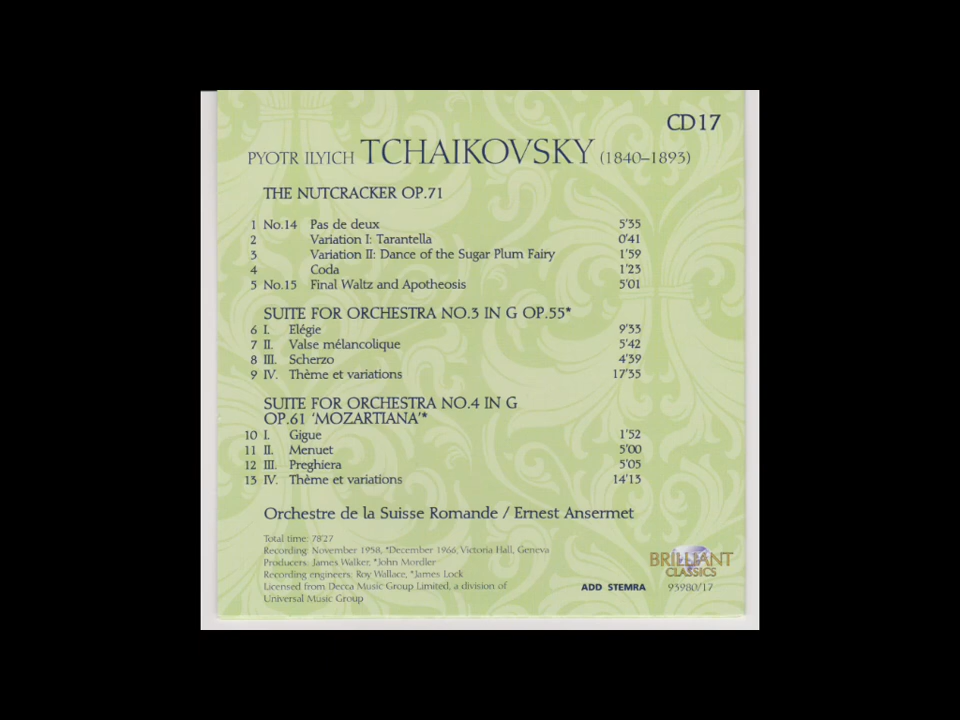 CD 17
PYOTR ILYICH TCHAIKOVSKY (1840–1893)
THE NUTCRACKER OP.71
1 No.14 Pas de deux 5'35
2 Variation I: Tarantella 0'41
3 Variation II: Dance of the Sugar Plum Fairy 1'59
4 Coda 1'23
5 No.15 Final Waltz and Apotheosis 5'01
SUITE FOR ORCHESTRA NO.3 IN G OP.55*
6 I. Elégie 9'33
7 II. Valse mélancolique 5'42
8 III. Scherzo 4'39
9 IV. Thème et variations 17'35
SUITE FOR ORCHESTRA NO.4 IN G
OP.61 'MOZARTIANA'*
10 I. Gigue 1'52
11 II. Menuet 5'00
12 III. Preghiera 5'05
13 IV. Thème et variations 14'13
Orchestre de la Suisse Romande / Ernest Ansermet
Total time: 78'27
Recording: November 1958, *December 1966, Victoria Hall, Geneva
Producers: James Walker, *John Mordler
Recording engineers: Roy Wallace, *James Lock
Licensed from Decca Music Group Limited, a division of
Universal Music Group
BRILLIANT
CLASSICS
ADD STEMRA 93980/17